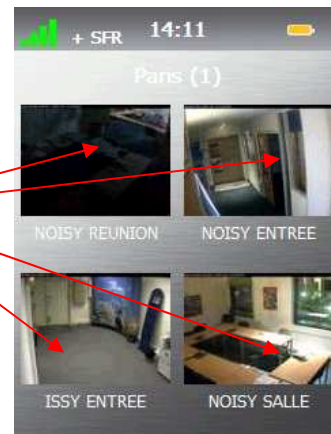 + SFR 14:11
Paris (1)
NOISY REUNION NOISY ENTREE
ISSY ENTREE NOISY SALLE